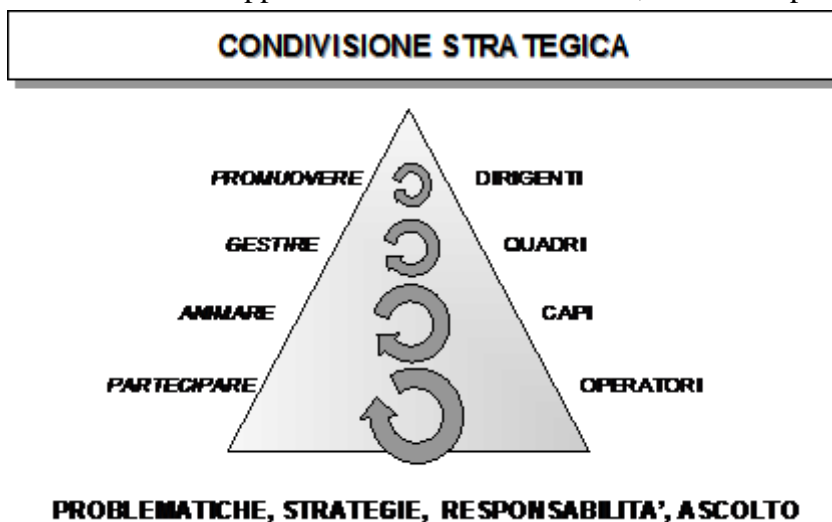 CONDIVISIONE STRATEGICA
PROMUOVERE DIRIGENTI
GESTIRE QUADRI
ANIMARE CAPI
PARTECIPARE OPERATORI
PROBLEMATICHE, STRATEGIE, RESPONSABILITA', ASCOLTO